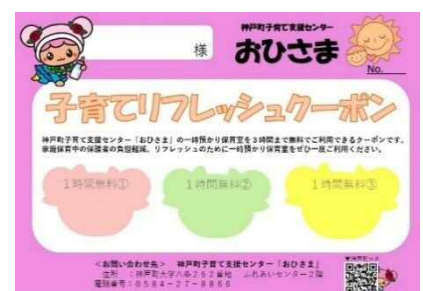 神戸町子育て支援センター
様
おひさま
No.
子育てリフレッシュクーポン
神戸町子育て支援センター「おひさま」の一時預かり保育室を3時間まで無料でご利用できるクーポンです。
家庭保育中の保護者の負担軽減、リフレッシュのために一時預かり保育室をぜひ一度ご利用ください。
1時間無料①
1時間無料②
1時間無料③
<お問い合わせ先> 神戸町子育て支援センター「おひさま」
住所 :神戸町大字八条262番地 ふれあいセンター2階
電話番号:0584-27-8866